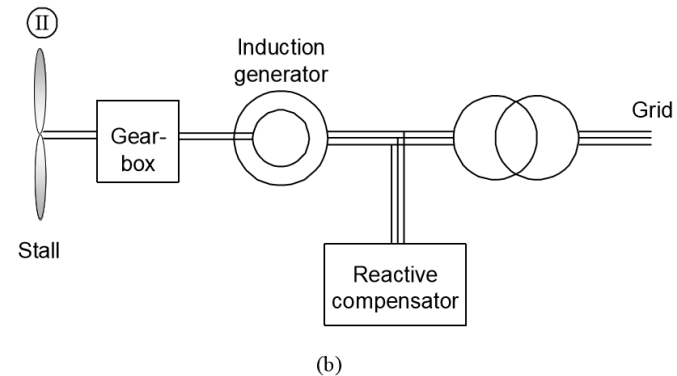 II
Induction
generator
Grid
Gear-
box
Stall
Reactive
compensator
(b)